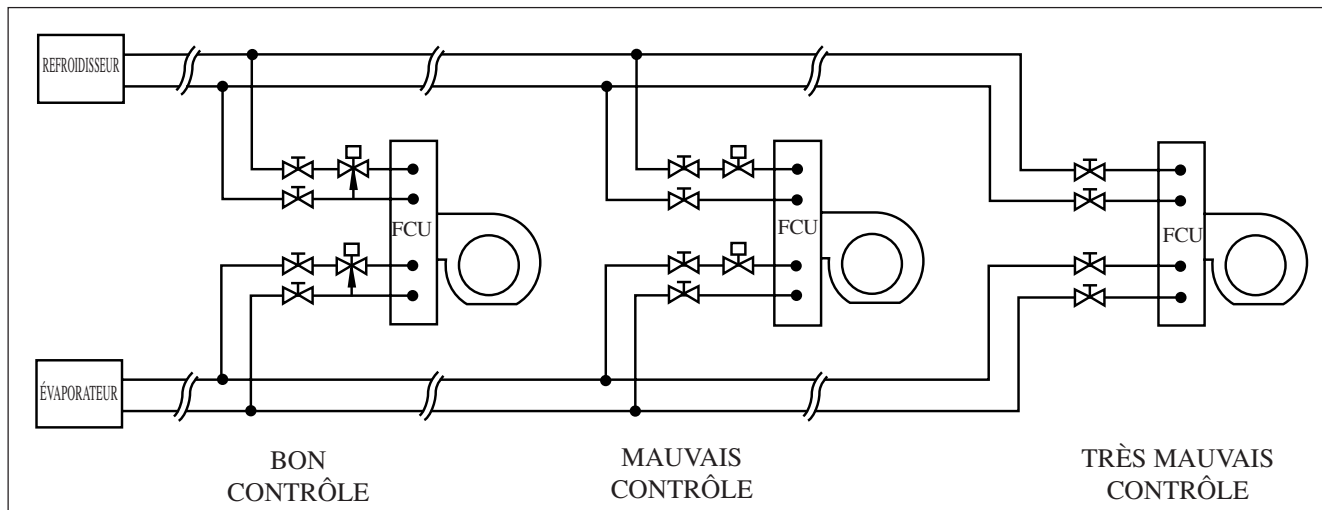 REFROIDISSEUR
FCU
FCU
FCU
ÉVAPORATEUR
BON
CONTRÔLE
MAUVAIS
CONTRÔLE
TRÈS MAUVAIS
CONTRÔLE